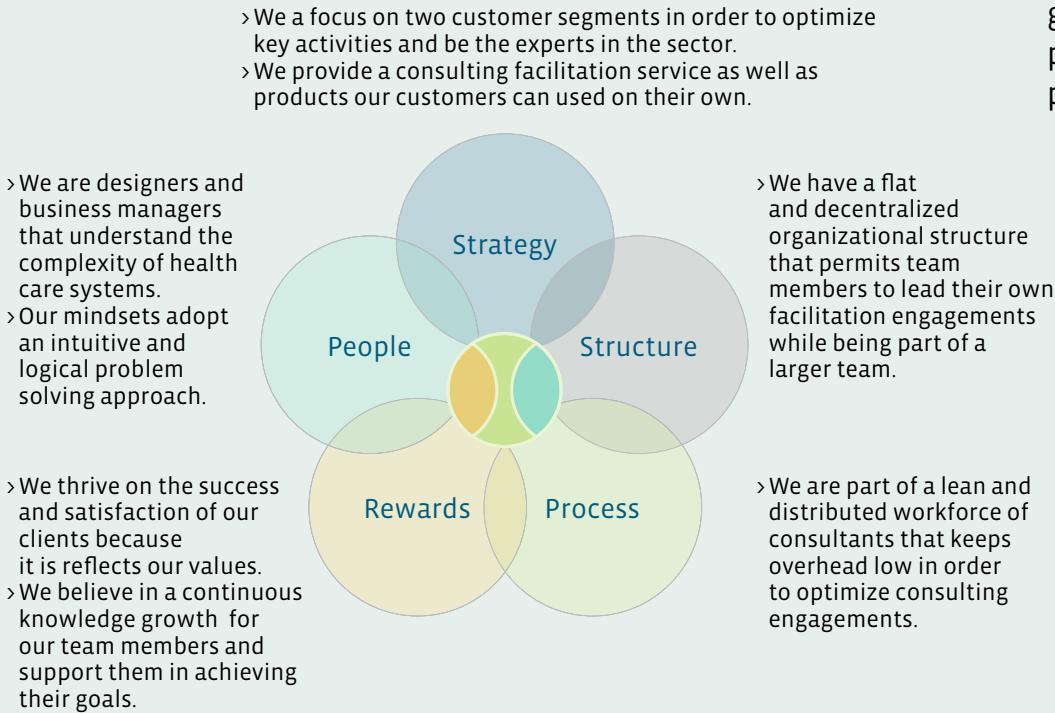 ›We a focus on two customer segments in order to optimize
key activities and be the experts in the sector.
›We provide a consulting facilitation service as well as
products our customers can used on their own.
›We are designers and
business managers
that understand the
complexity of health
care systems.
›Our mindsets adopt
an intuitive and
logical problem
solving approach.
Strategy
People
Structure
Rewards
Process
›We have a flat
and decentralized
organizational structure
that permits team
members to lead their own
facilitation engagements
while being part of a
larger team.
›We thrive on the success
and satisfaction of our
clients because
it is reflects our values.
›We believe in a continuous
knowledge growth for
our team members and
support them in achieving
their goals.
›We are part of a lean and
distributed workforce of
consultants that keeps
overhead low in order
to optimize consulting
engagements.